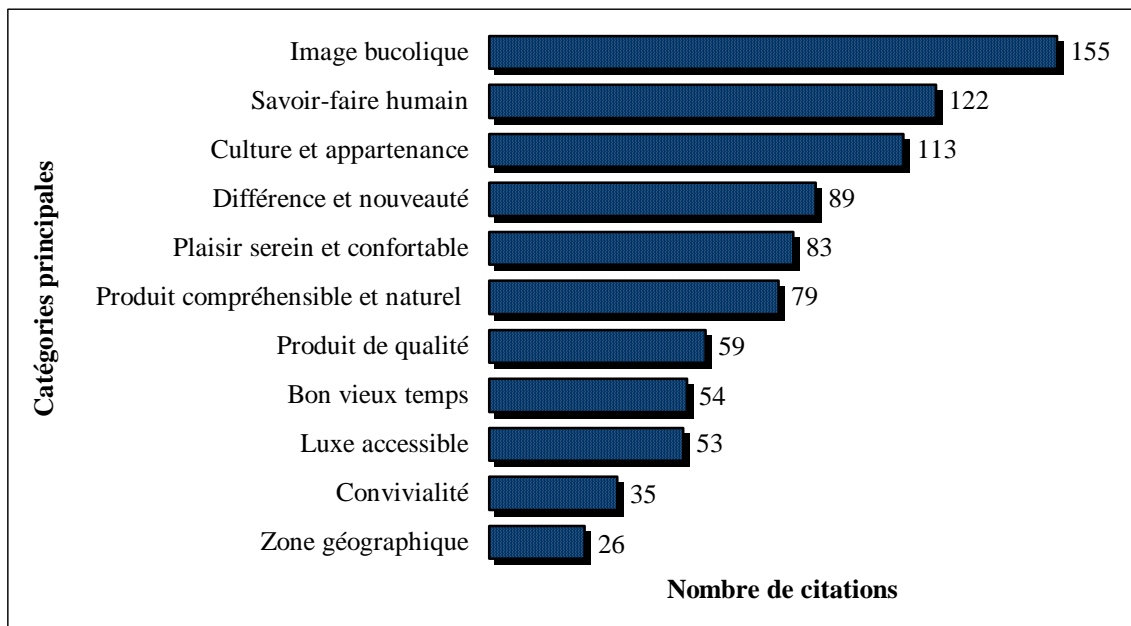 Catégories principales
Image bucolique 155
Savoir-faire humain 122
Culture et appartenance 113
Différence et nouveauté 89
Plaisir serein et confortable 83
Produit compréhensible et naturel 79
Produit de qualité 59
Bon vieux temps 54
Luxe accessible 53
Convivialité 35
Zone géographique 26
Nombre de citations